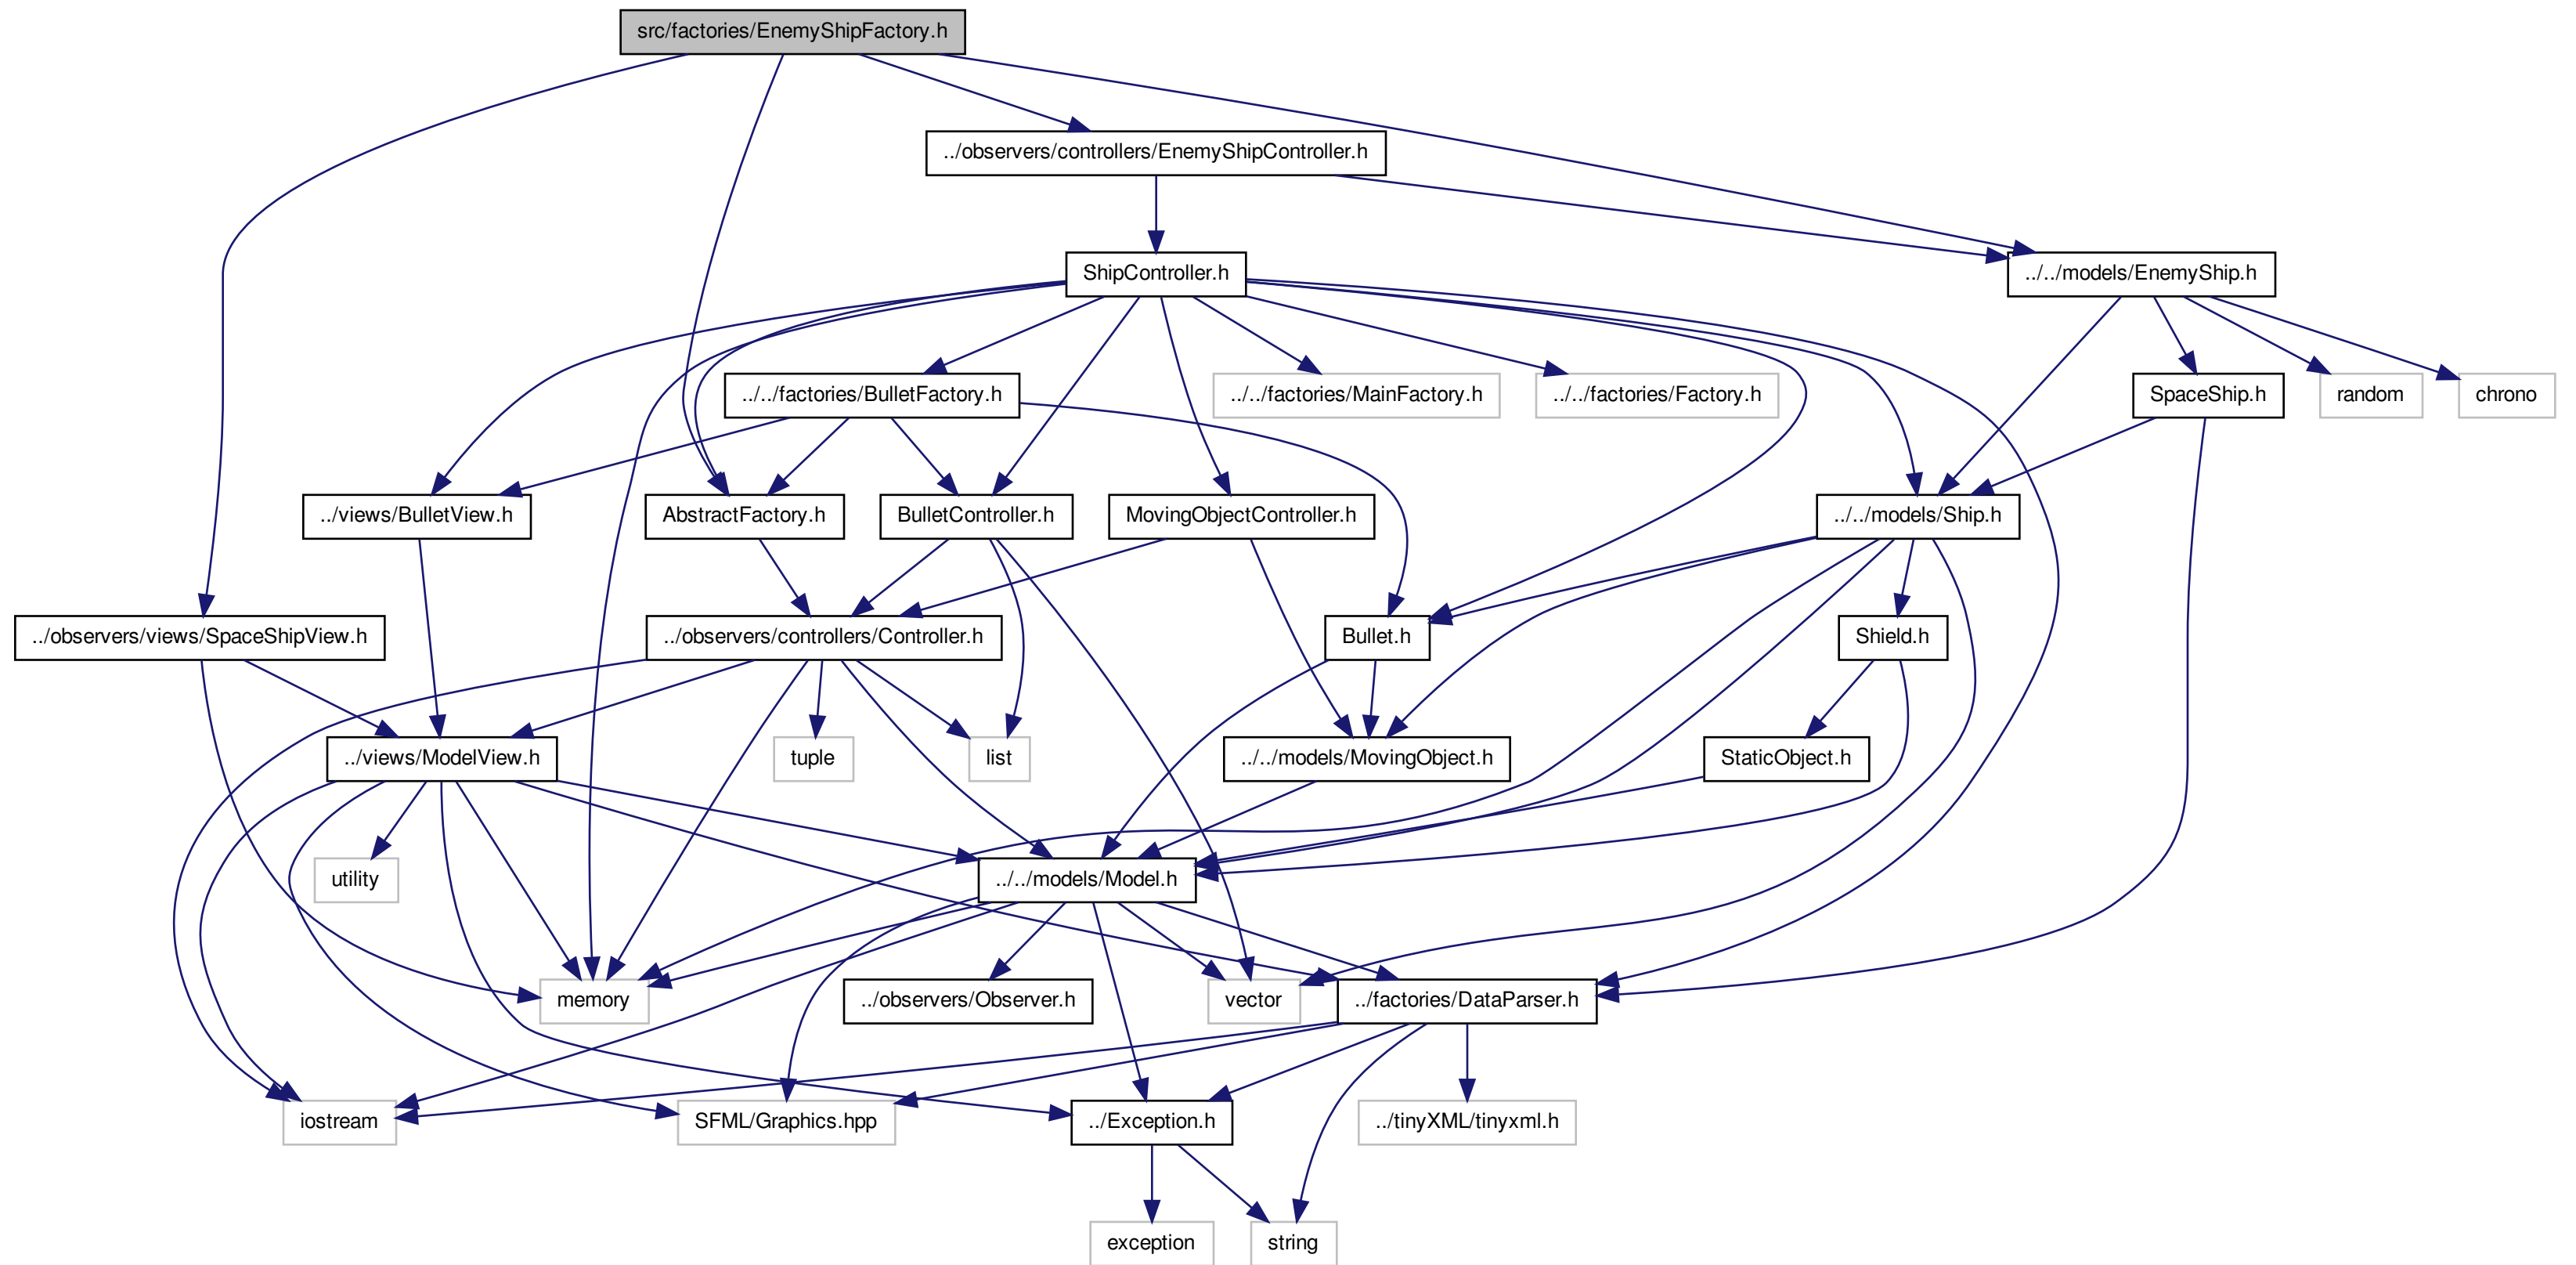 src/factories/EnemyShipFactory.h
../observers/controllers/EnemyShipController.h
ShipController.h
../../models/EnemyShip.h
../../factories/BulletFactory.h
../../factories/MainFactory.h
../../factories/Factory.h
SpaceShip.h
random
chrono
../views/BulletView.h
AbstractFactory.h
BulletController.h
MovingObjectController.h
../../models/Ship.h
../observers/views/SpaceShipView.h
../observers/controllers/Controller.h
Bullet.h
Shield.h
../views/ModelView.h
tuple
list
../../models/MovingObject.h
StaticObject.h
utility
../../models/Model.h
memory
../observers/Observer.h
vector
../factories/DataParser.h
iostream
SFML/Graphics.hpp
../Exception.h
../tinyXML/tinyxml.h
exception
string